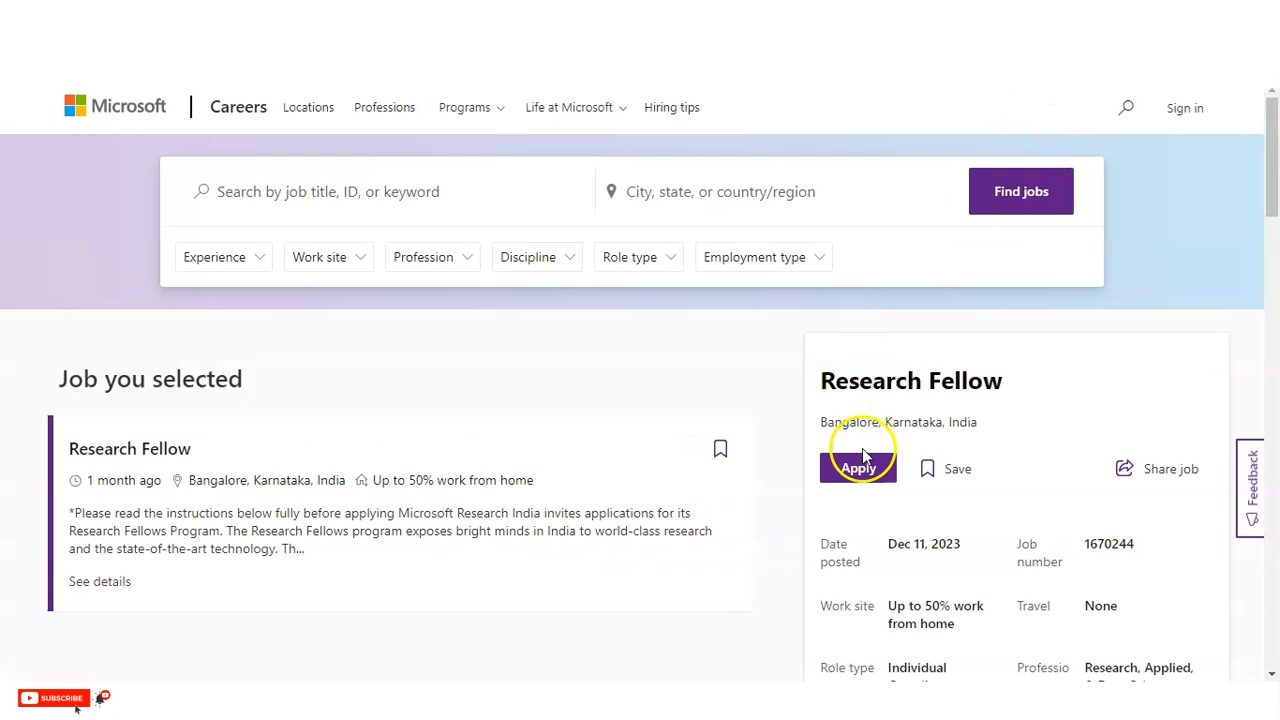 Microsoft Careers Locations Professions Programs Life at Microsoft Hiring tips Sign in
Search by job title, ID, or keyword City, state, or country/region Find jobs
Experience Work site Profession Discipline Role type Employment type
Job you selected
Research Fellow
1 month ago Bangalore, Karnataka, India Up to 50% work from home
*Please read the instructions below fully before applying Microsoft Research India invites applications for its
Research Fellows Program. The Research Fellows program exposes bright minds in India to world-class research
and the state-of-the-art technology. Th...
See details
Research Fellow
Bangalore, Karnataka, India
Apply Save Share job
Date posted Dec 11, 2023 Job number 1670244
Work site Up to 50% work from home Travel None
Role type Individual Professio Research, Applied,
Feedback
SUBSCRIBE